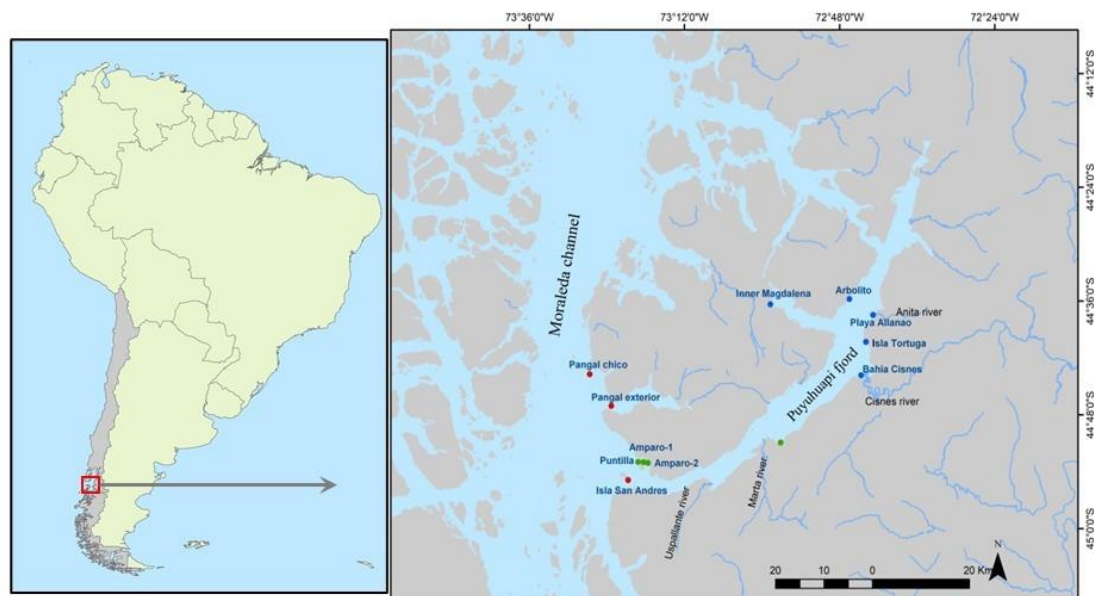 73°36'0"W
73°12'0"W
72°48'0"W
72°24'0"W
44°12'0"S
44°24'0"S
44°36'0"S
44°48'0"S
45°0'0"S
Moraleda channel
Inner Magdalena
Arbolito
Anita river
Playa Allanao
Isla Tortuga
Pangal chico
Bahia Cisnes
Puyuhuapi fjord
Pangal exterior
Cisnes river
Amparo-1
Puntilla
Amparo-2
Isla San Andres
Uspallante river
Marta river
N
20 10 0 20 Km